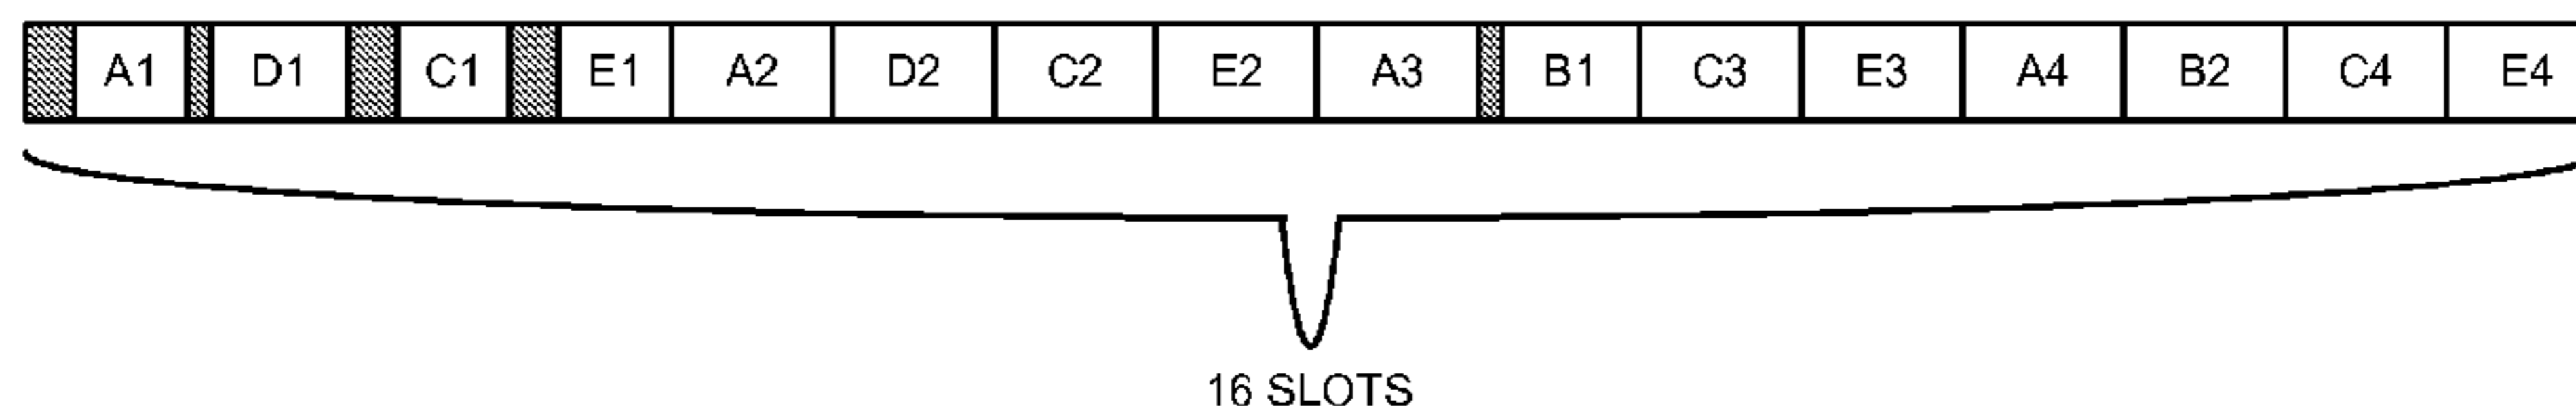 A1 D1 C1 E1 A2 D2 C2 E2 A3 B1 C3 E3 A4 B2 C4 E4
16 SLOTS